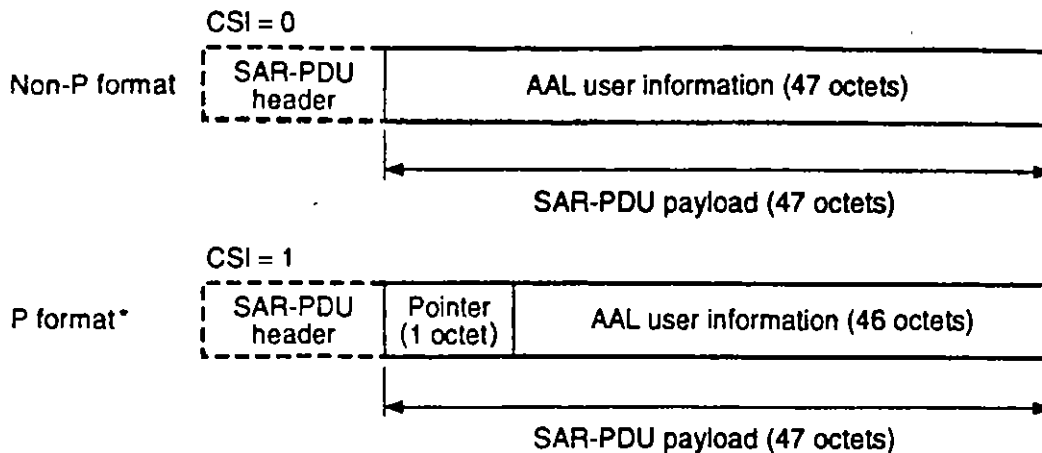 CSI = 0
Non-P format
SAR-PDU
header
AAL user information (47 octets)
SAR-PDU payload (47 octets)
CSI = 1
P format*
SAR-PDU
header
Pointer
(1 octet)
AAL user information (46 octets)
SAR-PDU payload (47 octets)